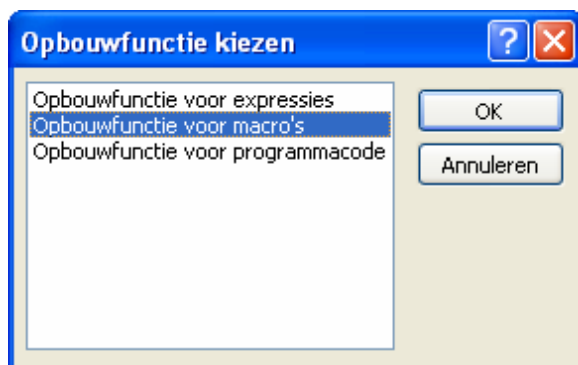 Opbouwfunctie kiezen
?
Opbouwfunctie voor expressies
Opbouwfunctie voor macro's
Opbouwfunctie voor programmacode
OK
Annuleren